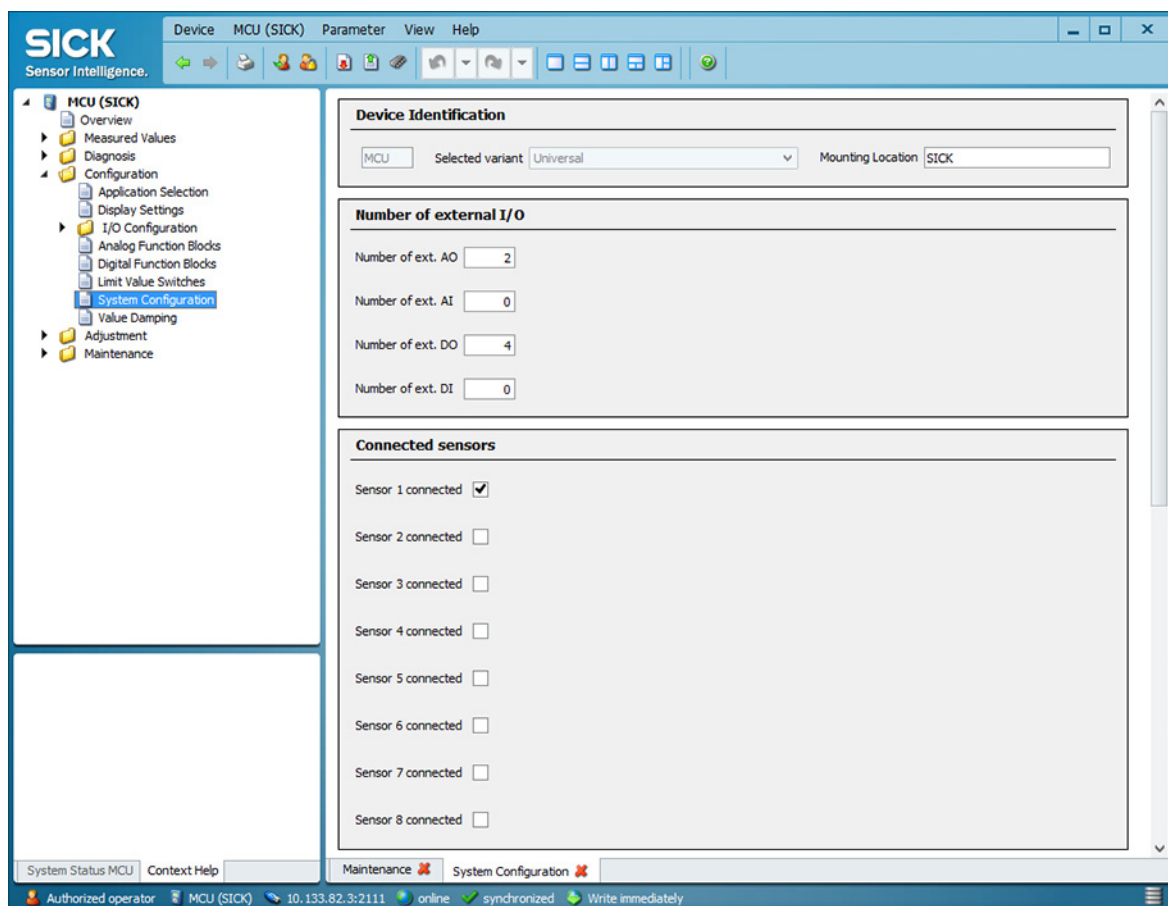 SICK
Sensor Intelligence.
Device MCU (SICK) Parameter View Help
MCU (SICK)
Overview
Measured Values
Diagnosis
Configuration
Application Selection
Display Settings
I/O Configuration
Analog Function Blocks
Digital Function Blocks
Limit Value Switches
System Configuration
Value Damping
Adjustment
Maintenance
System Status MCU Context Help
Device Identification
MCU Selected variant Universal Mounting Location SICK
Number of external I/O
Number of ext. AO 2
Number of ext. AI 0
Number of ext. DO 4
Number of ext. DI 0
Connected sensors
Sensor 1 connected
Sensor 2 connected
Sensor 3 connected
Sensor 4 connected
Sensor 5 connected
Sensor 6 connected
Sensor 7 connected
Sensor 8 connected
Maintenance System Configuration
Authorized operator MCU (SICK) 10.133.82.3:2111 online synchronized Write immediately